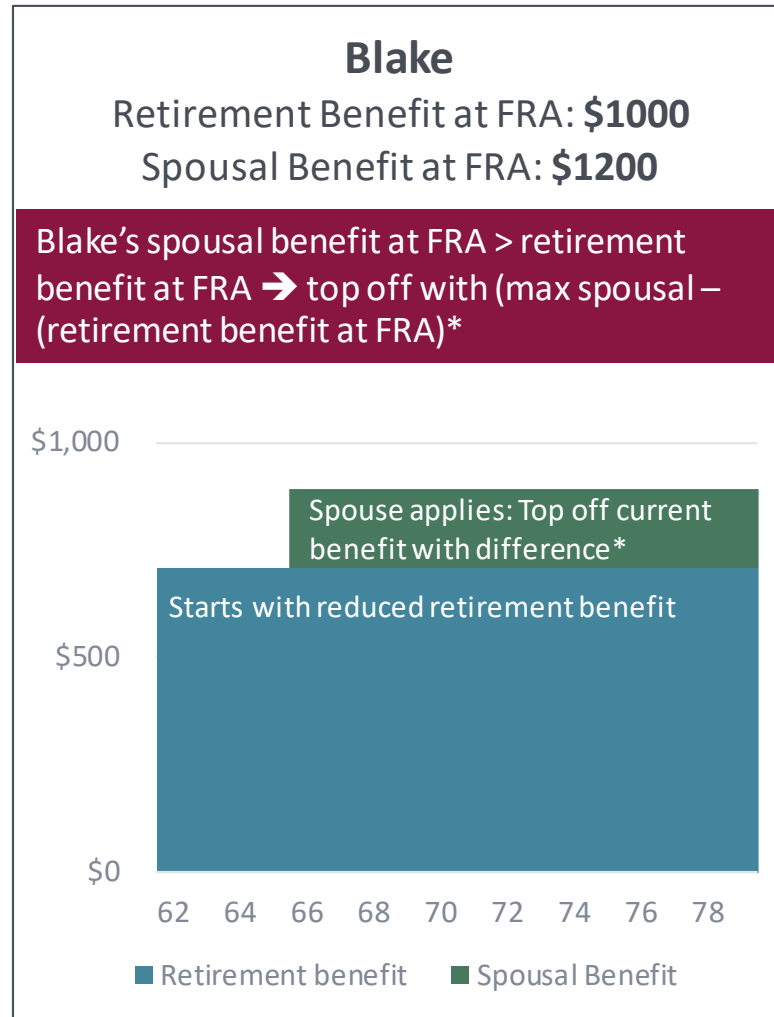 Blake
Retirement Benefit at FRA: $1000
Spousal Benefit at FRA: $1200
Blake's spousal benefit at FRA > retirement
benefit at FRA ➔ top off with (max spousal –
(retirement benefit at FRA)*
$1,000
Spouse applies: Top off current
benefit with difference*
Starts with reduced retirement benefit
$500
$0
62 64 66 68 70 72 74 76 78
Retirement benefit Spousal Benefit